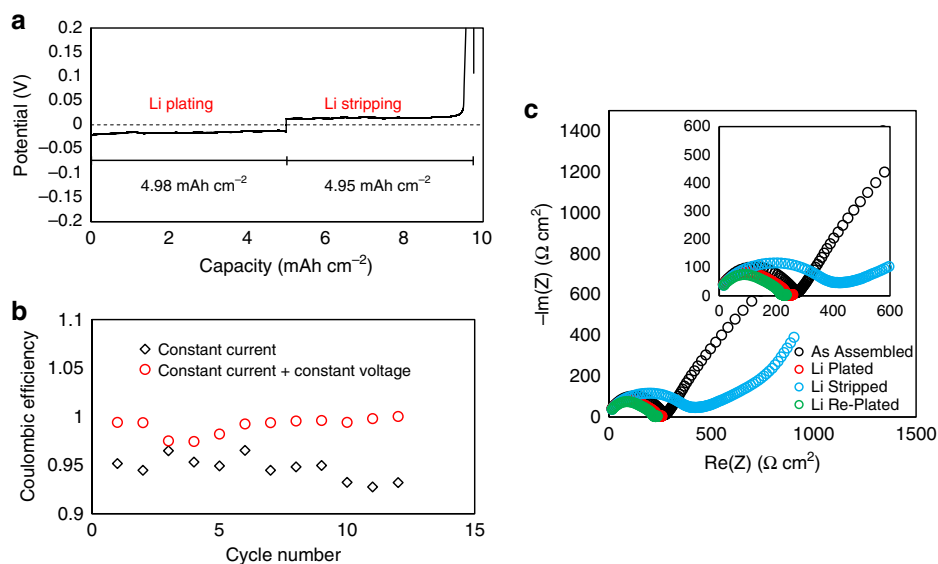 a
0.2
0.15
0.1
0.05
0
−0.05
−0.1
−0.15
−0.2
Potential (V)
Li plating
Li stripping
4.98 mAh cm⁻²
4.95 mAh cm⁻²
0 2 4 6 8 10
Capacity (mAh cm⁻²)
b
1.1
1.05
1
0.95
0.9
Coulombic efficiency
Constant current
Constant current + constant voltage
0 5 10 15
Cycle number
c
1400
1200
1000
800
600
400
200
0
−Im(Z) (Ω cm²)
600
500
400
300
200
100
0
0 200 400 600
As Assembled
Li Plated
Li Stripped
Li Re-Plated
0 500 1000 1500
Re(Z) (Ω cm²)